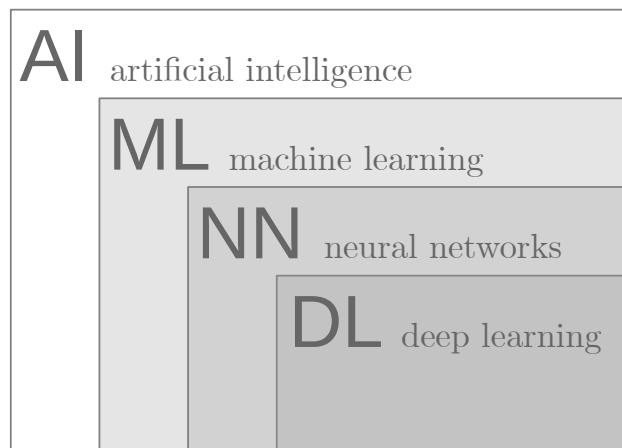 AI artificial intelligence
ML machine learning
NN neural networks
DL deep learning